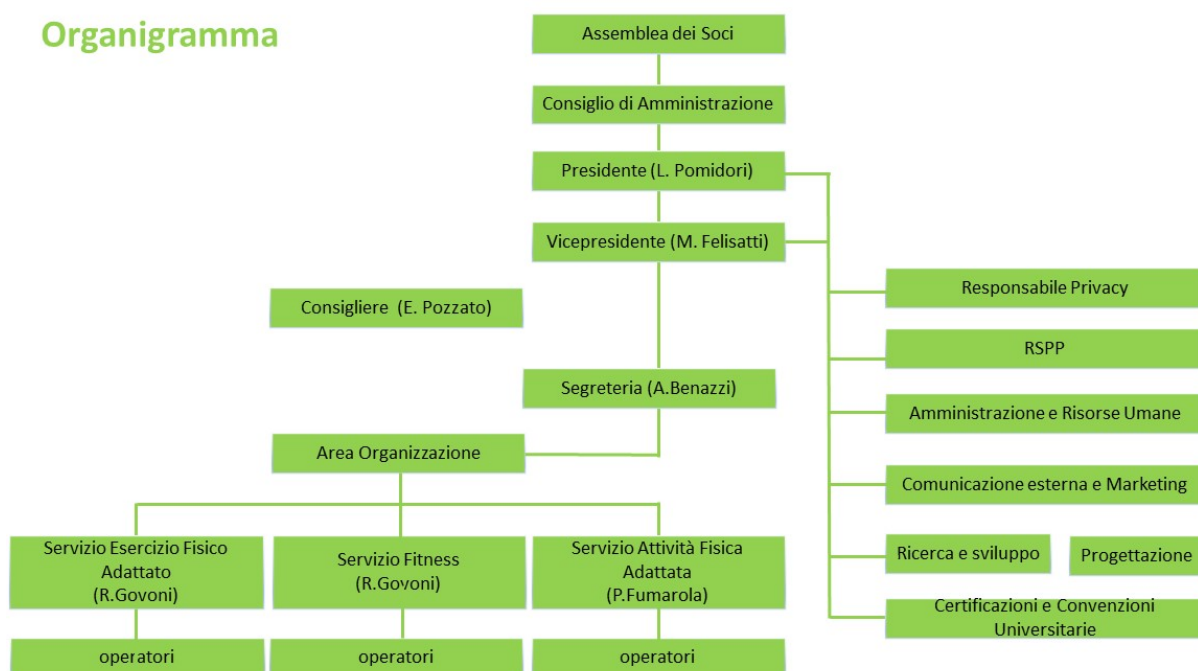 Organigramma
Assemblea dei Soci
Consiglio di Amministrazione
Presidente (L. Pomidori)
Vicepresidente (M. Felisatti)
Consigliere (E. Pozzato)
Segreteria (A.Benazzi)
Area Organizzazione
Servizio Esercizio Fisico
Adattato
(R.Govoni)
Servizio Fitness
(R.Govoni)
Servizio Attività Fisica
Adattata
(P.Fumarola)
operatori
operatori
operatori
Responsabile Privacy
RSPP
Amministrazione e Risorse Umane
Comunicazione esterna e Marketing
Ricerca e sviluppo
Progettazione
Certificazioni e Convenzioni
Universitarie